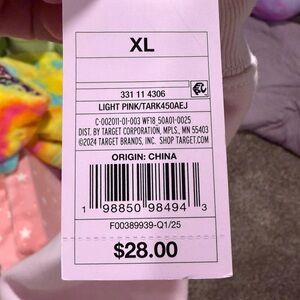 XL
331 11 4306
LIGHT PINK/TARK450AEJ
C-002011-01-003 WF18_50A01-0025
DIST. BY TARGET CORPORATION, MPLS., MN 55403
©2024 TARGET BRANDS, INC. SHOP TARGET.COM
ORIGIN: CHINA
1 98850 98494 3
F00389939-Q1/25
$28.00